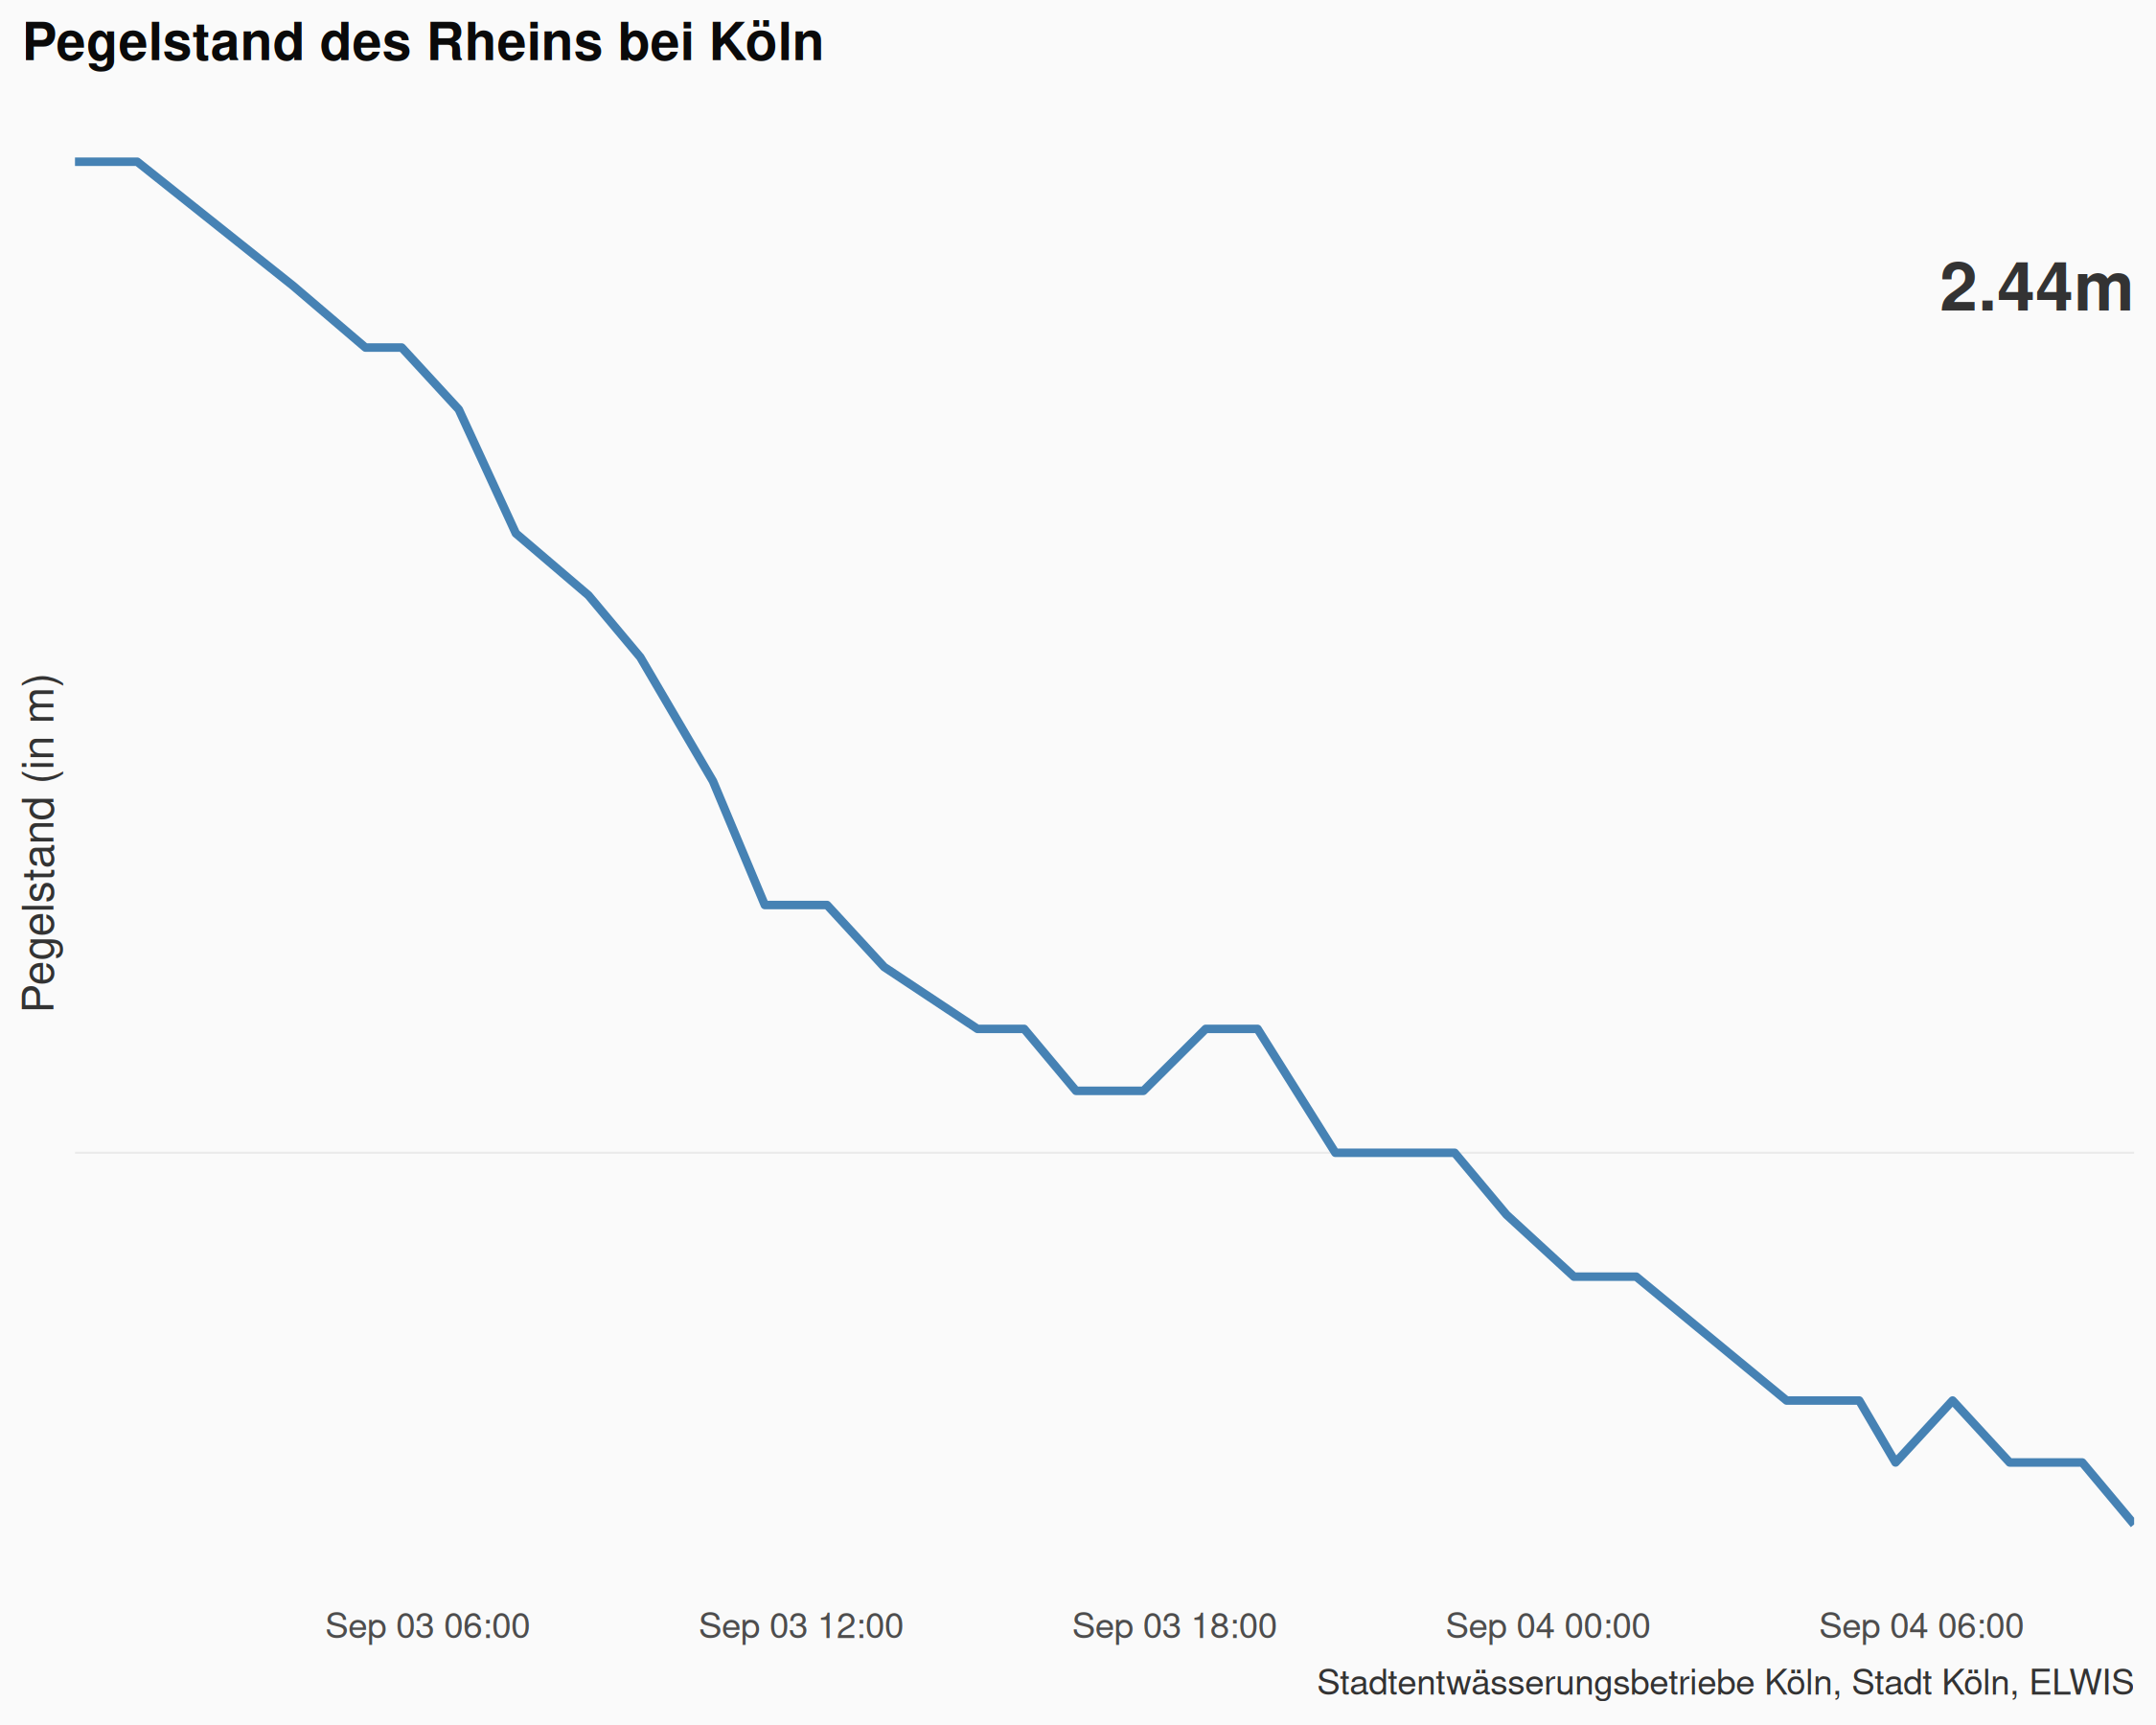 Pegelstand des Rheins bei Köln
2.44m
Pegelstand (in m)
Sep 03 06:00
Sep 03 12:00
Sep 03 18:00
Sep 04 00:00
Sep 04 06:00
Stadtentwässerungsbetriebe Köln, Stadt Köln, ELWIS